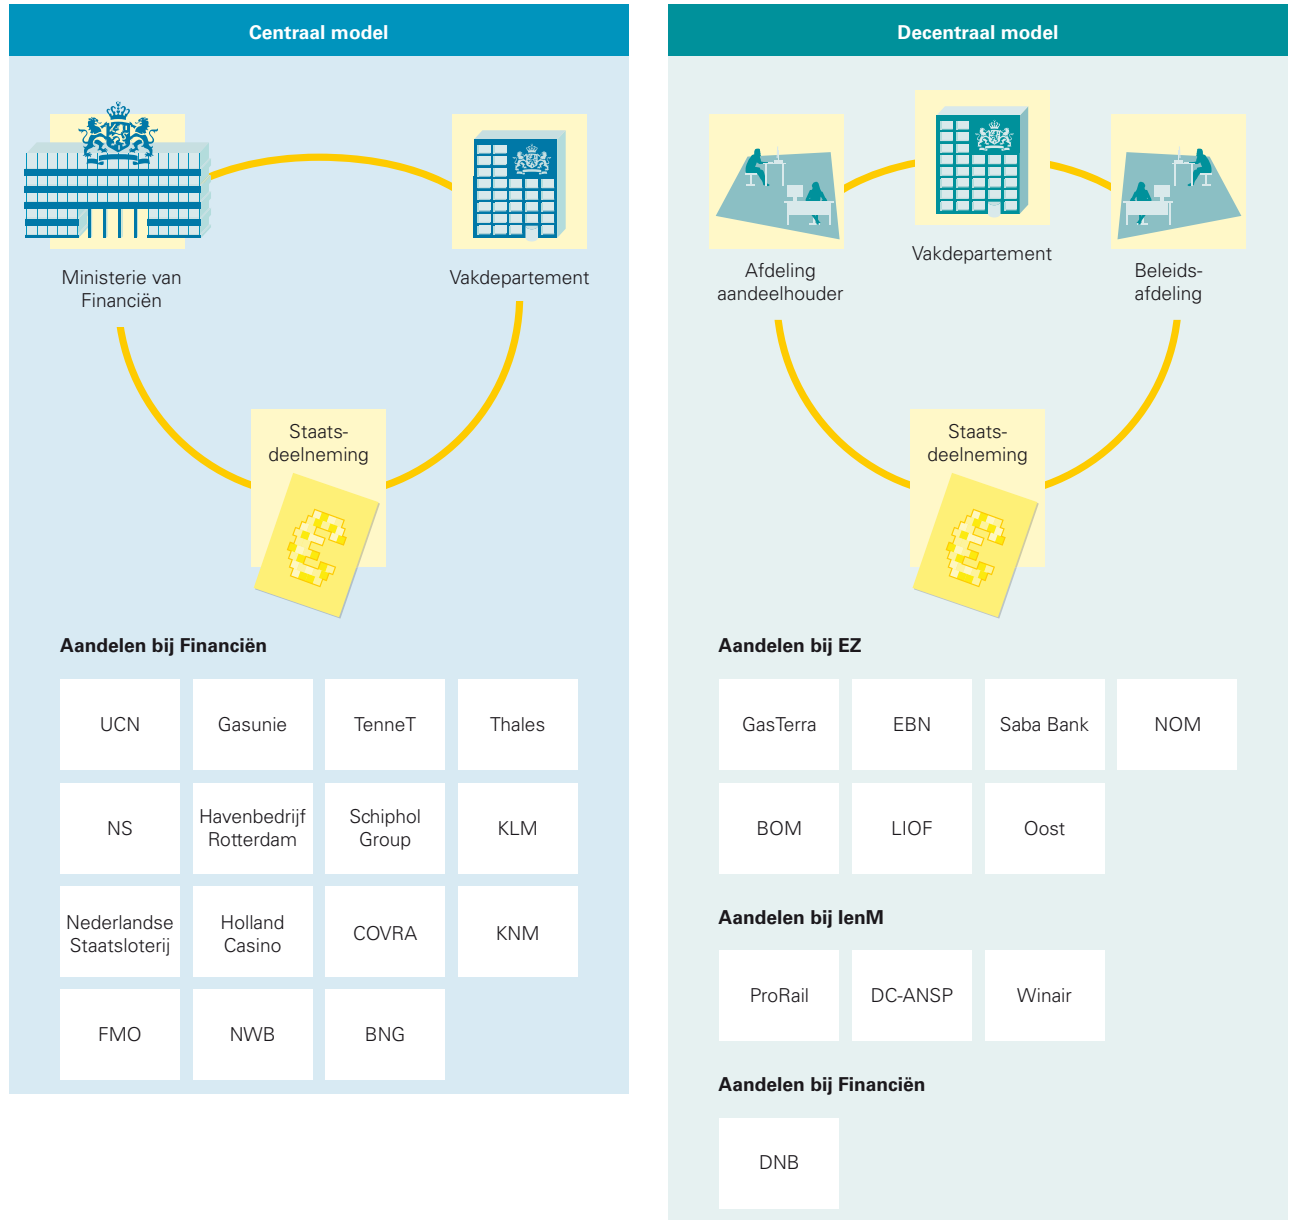 Centraal model
Ministerie van
Financiën
Vakdepartement
Staats-
deelneming
Aandelen bij Financiën
UCN
Gasunie
TenneT
Thales
NS
Havenbedrijf
Rotterdam
Schiphol
Group
KLM
Nederlandse
Staatsloterij
Holland
Casino
COVRA
KNM
FMO
NWB
BNG
Decentraal model
Afdeling
aandeelhouder
Vakdepartement
Beleids-
afdeling
Staats-
deelneming
Aandelen bij EZ
GasTerra
EBN
Saba Bank
NOM
BOM
LIOF
Oost
Aandelen bij IenM
ProRail
DC-ANSP
Winair
Aandelen bij Financiën
DNB